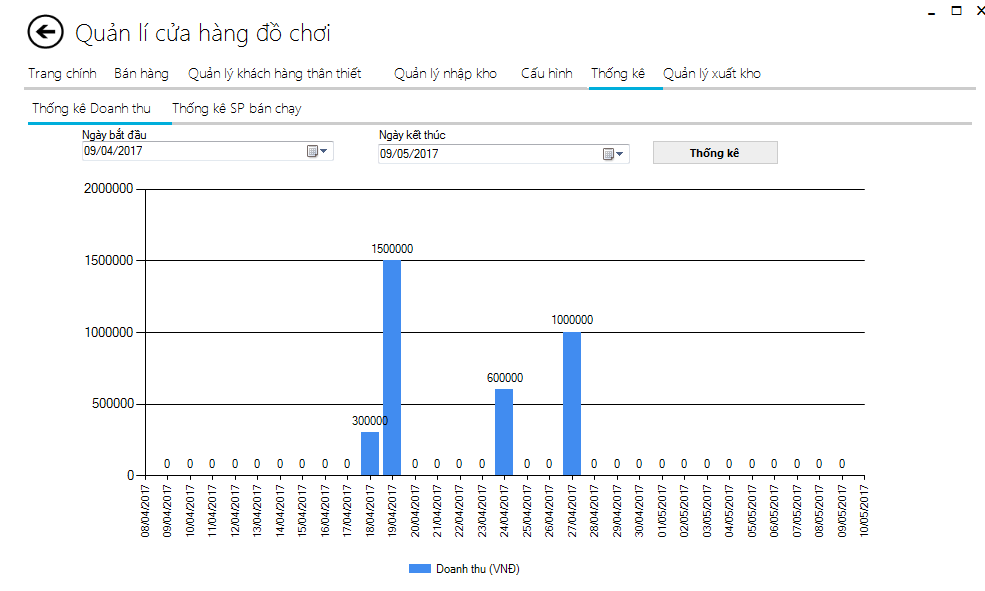 Quản lí cửa hàng đồ chơi
Trang chính Bán hàng Quản lý khách hàng thân thiết Quản lý nhập kho Cấu hình Thống kê Quản lý xuất kho
Thống kê Doanh thu Thống kê SP bán chạy
Ngày bắt đầu Ngày kết thúc
09/04/2017 09/05/2017 Thống kê
2000000
1500000
1500000
1000000
1000000
600000
500000
300000
0 0 0 0 0 0 0 0 0 0 0 0 0 0 0 0 0 0 0 0 0 0 0 0 0 0 0 0
08/04/2017 09/04/2017 10/04/2017 11/04/2017 12/04/2017 13/04/2017 14/04/2017 15/04/2017 16/04/2017 17/04/2017 18/04/2017 19/04/2017 20/04/2017 21/04/2017 22/04/2017 23/04/2017 24/04/2017 25/04/2017 26/04/2017 27/04/2017 28/04/2017 29/04/2017 30/04/2017 01/05/2017 02/05/2017 03/05/2017 04/05/2017 05/05/2017 06/05/2017 07/05/2017 08/05/2017 09/05/2017 10/05/2017
Doanh thu (VNĐ)